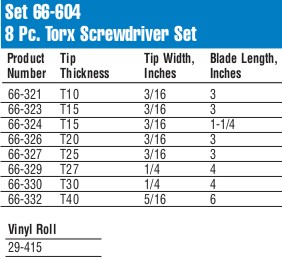 Set 66-604
8 Pc. Torx Screwdriver Set
Product Tip Tip Width, Blade Length,
Number Thickness Inches Inches
66-321 T10 3/16 3
66-323 T15 3/16 3
66-324 T15 3/16 1-1/4
66-326 T20 3/16 3
66-327 T25 3/16 3
66-329 T27 1/4 4
66-330 T30 1/4 4
66-332 T40 5/16 6
Vinyl Roll
29-415